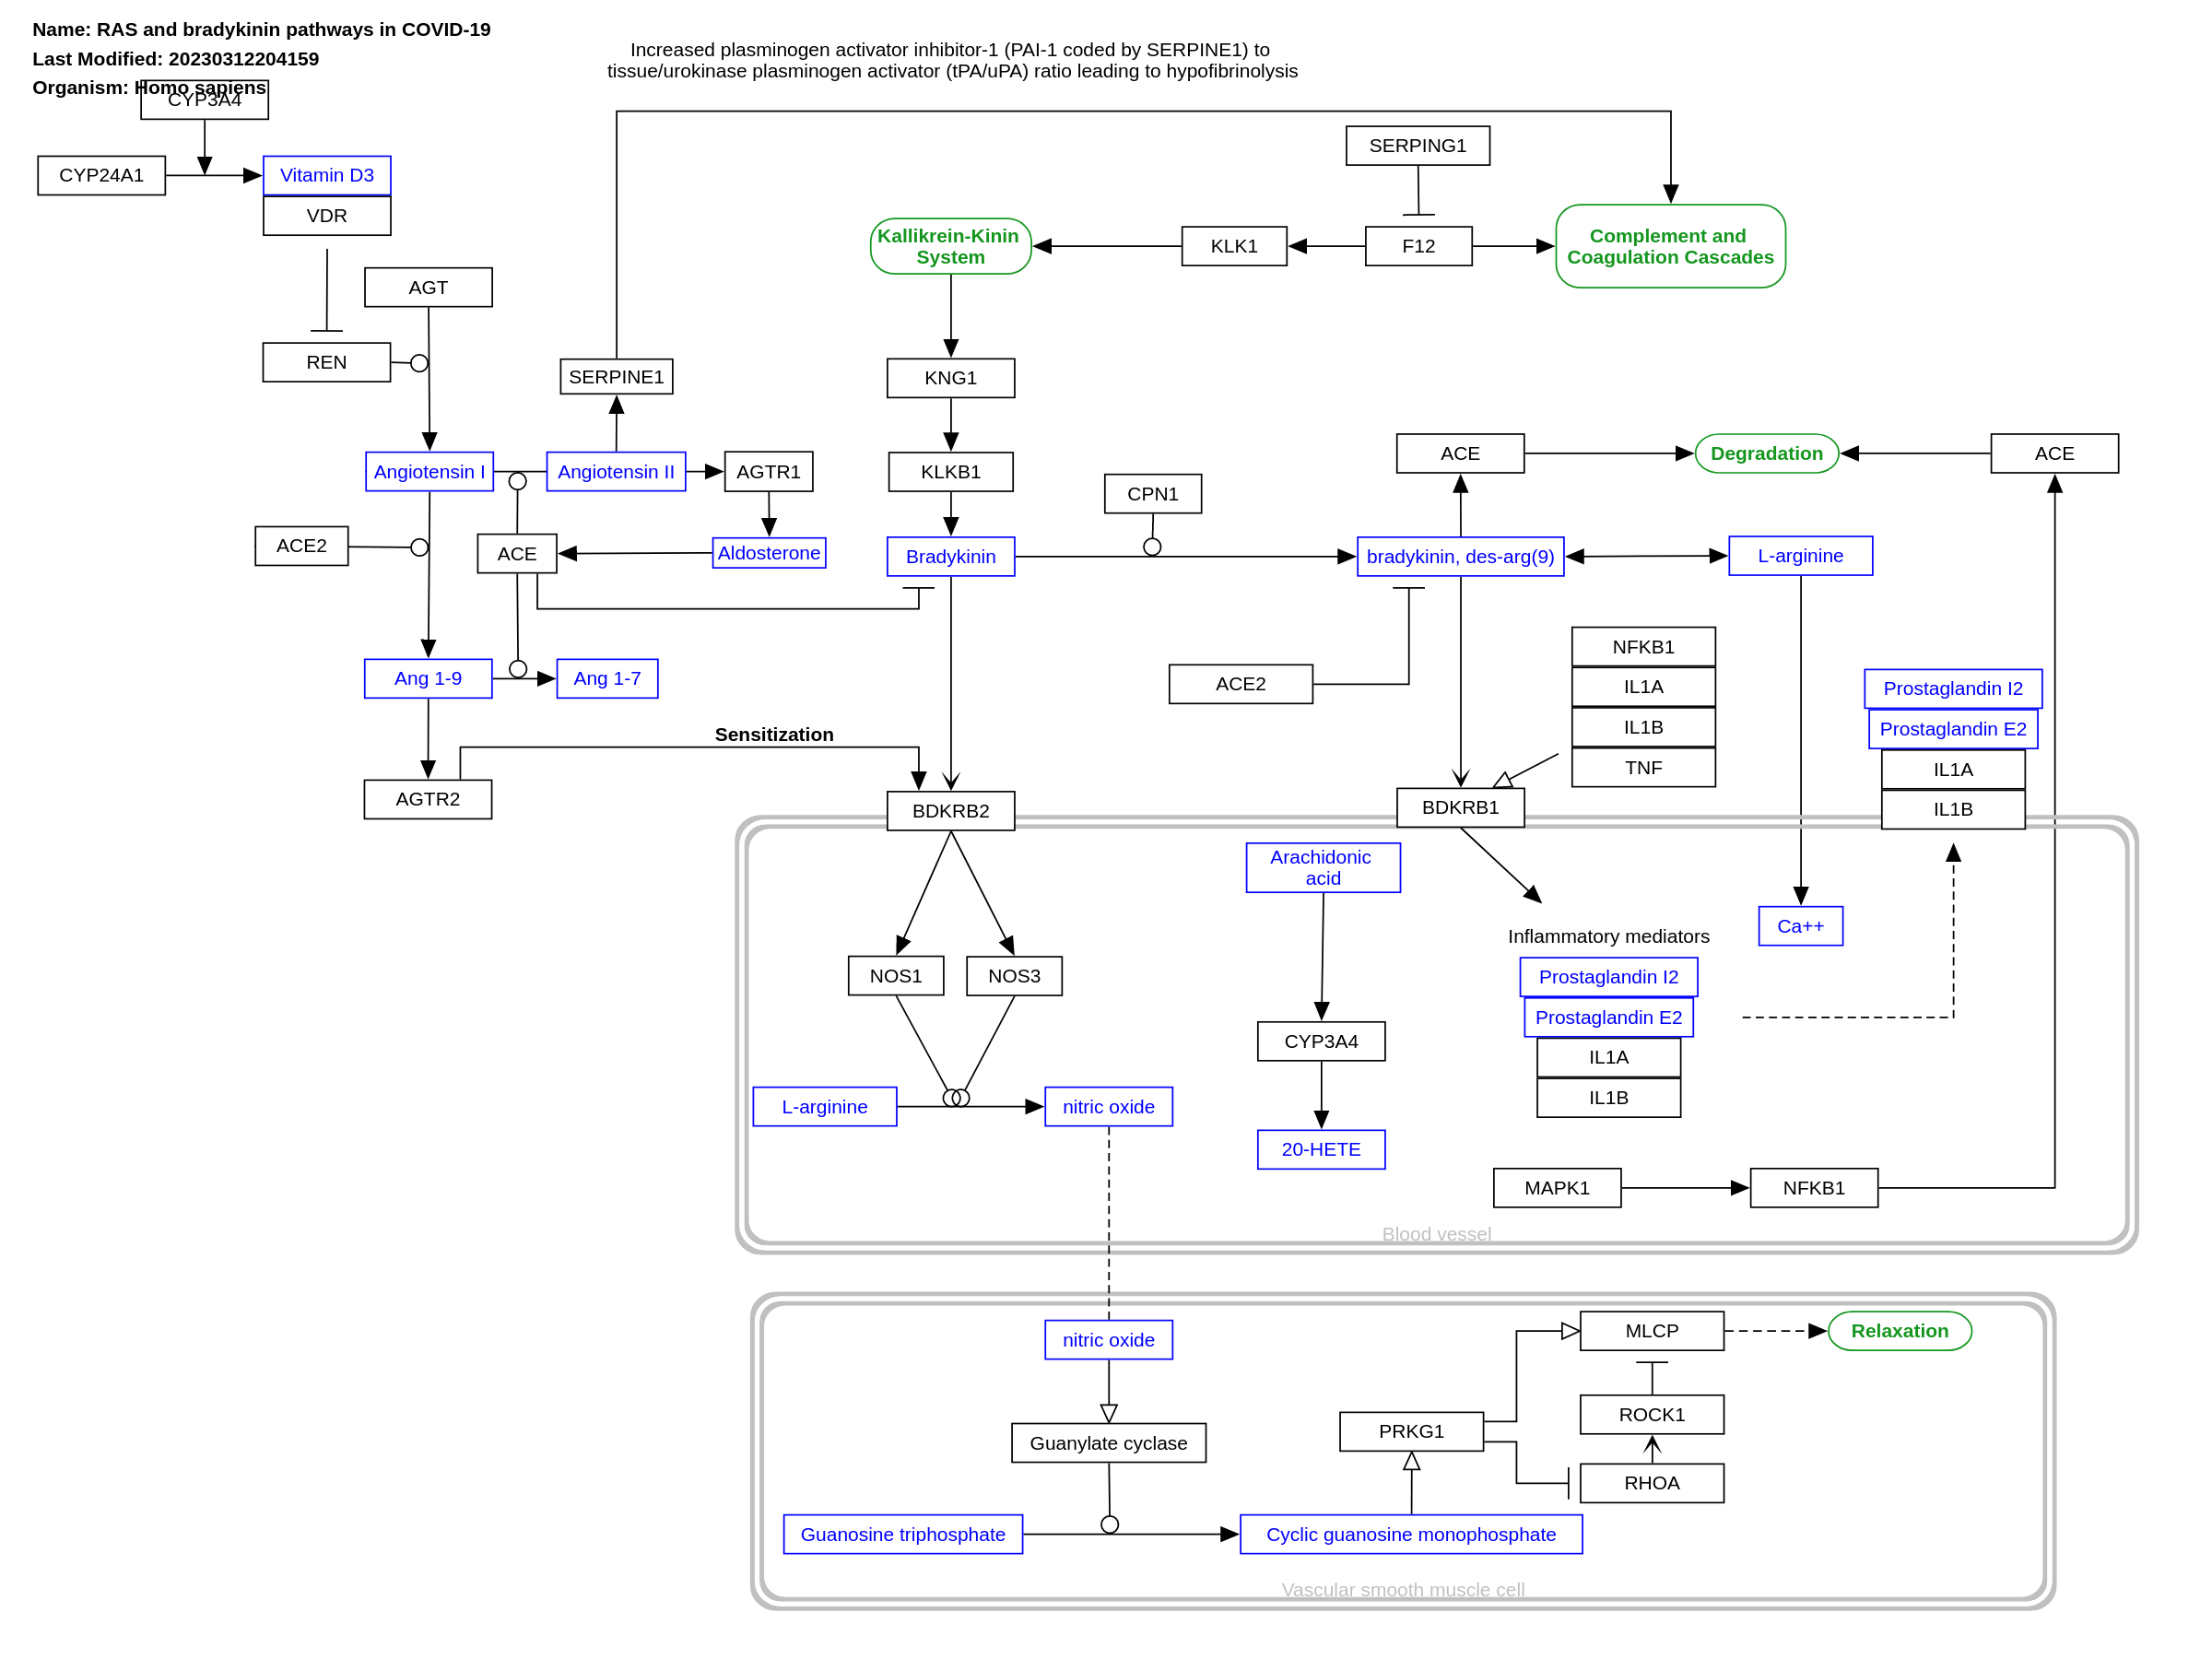 Name: RAS and bradykinin pathways in COVID-19
Last Modified: 20230312204159
Organism: Homo sapiens
Increased plasminogen activator inhibitor-1 (PAI-1 coded by SERPINE1) to
tissue/urokinase plasminogen activator (tPA/uPA) ratio leading to hypofibrinolysis
CYP3A4
CYP24A1
Vitamin D3
VDR
SERPING1
Kallikrein-Kinin
System
KLK1
F12
Complement and
Coagulation Cascades
AGT
REN
SERPINE1
KNG1
Angiotensin I
Angiotensin II
AGTR1
KLKB1
CPN1
ACE
Degradation
ACE
ACE2
ACE
Aldosterone
Bradykinin
bradykinin, des-arg(9)
L-arginine
Ang 1-9
Ang 1-7
ACE2
NFKB1
IL1A
IL1B
TNF
Prostaglandin I2
Prostaglandin E2
IL1A
IL1B
Sensitization
AGTR2
BDKRB2
BDKRB1
Arachidonic
acid
Ca++
Inflammatory mediators
NOS1
NOS3
Prostaglandin I2
Prostaglandin E2
IL1A
IL1B
CYP3A4
L-arginine
nitric oxide
20-HETE
MAPK1
NFKB1
Blood vessel
nitric oxide
MLCP
Relaxation
Guanylate cyclase
PRKG1
ROCK1
RHOA
Guanosine triphosphate
Cyclic guanosine monophosphate
Vascular smooth muscle cell